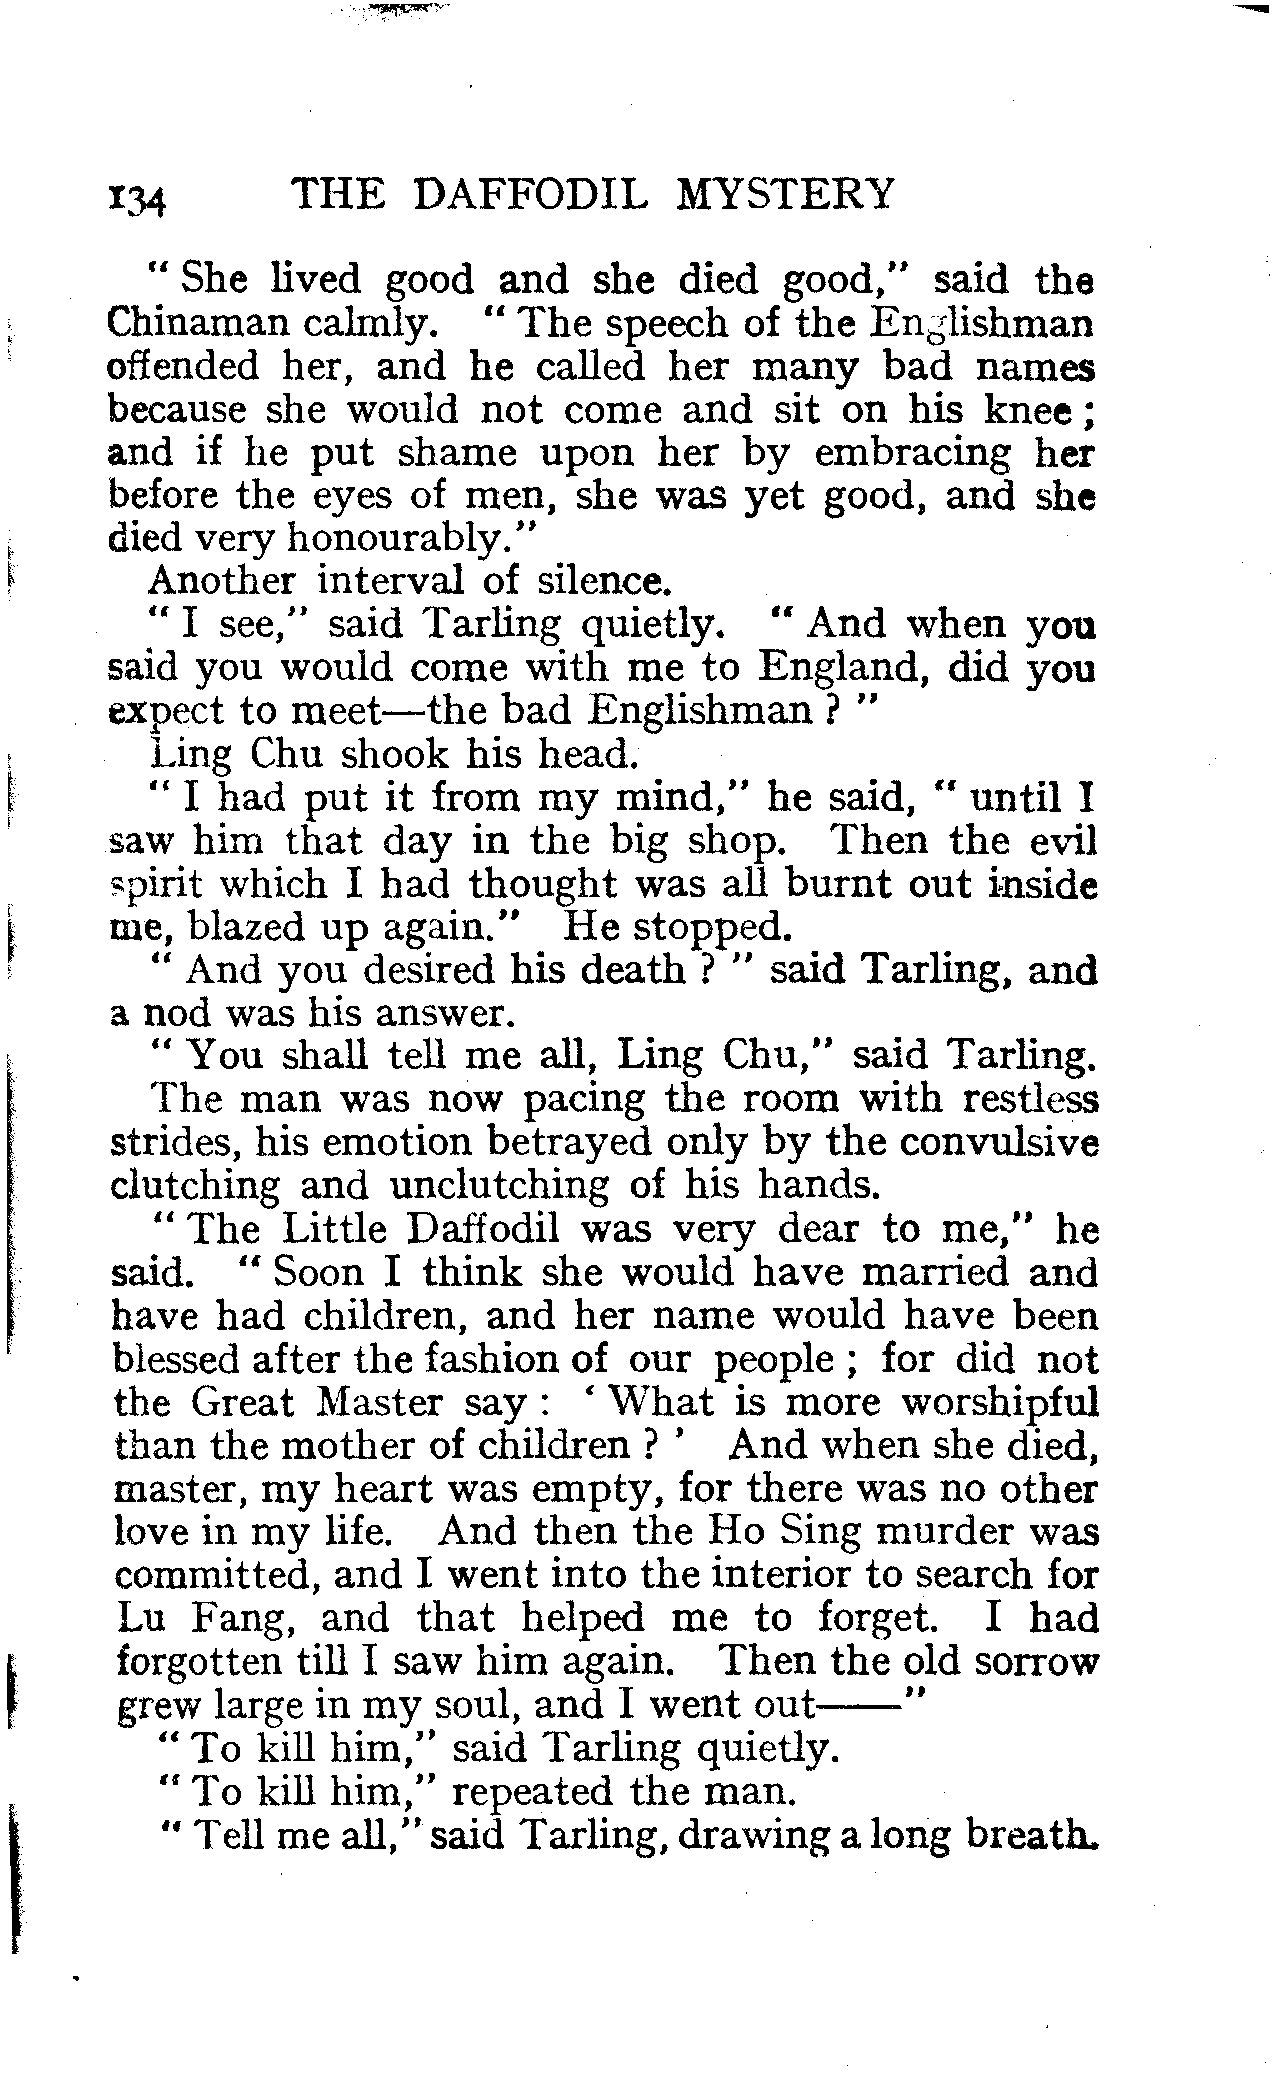 134 THE DAFFODIL MYSTERY
" She lived good and she died good," said the
Chinaman calmly. " The speech of the Englishman
offended her, and he called her many bad names
because she would not come and sit on his knee ;
and if he put shame upon her by embracing her
before the eyes of men, she was yet good, and she
died very honourably."
Another interval of silence.
" I see," said Tarling quietly. " And when you
said you would come with me to England, did you
expect to meet—the bad Englishman ? "
Ling Chu shook his head.
" I had put it from my mind," he said, " until I
saw him that day in the big shop. Then the evil
spirit which I had thought was all burnt out inside
me, blazed up again." He stopped.
" And you desired his death ? " said Tarling, and
a nod was his answer.
" You shall tell me all, Ling Chu," said Tarling.
The man was now pacing the room with restless
strides, his emotion betrayed only by the convulsive
clutching and unclutching of his hands.
" The Little Daffodil was very dear to me," he
said. " Soon I think she would have married and
have had children, and her name would have been
blessed after the fashion of our people ; for did not
the Great Master say : ' What is more worshipful
than the mother of children ? ' And when she died,
master, my heart was empty, for there was no other
love in my life. And then the Ho Sing murder was
committed, and I went into the interior to search for
Lu Fang, and that helped me to forget. I had
forgotten till I saw him again. Then the old sorrow
grew large in my soul, and I went out——"
" To kill him," said Tarling quietly.
" To kill him," repeated the man.
" Tell me all," said Tarling, drawing a long breath.